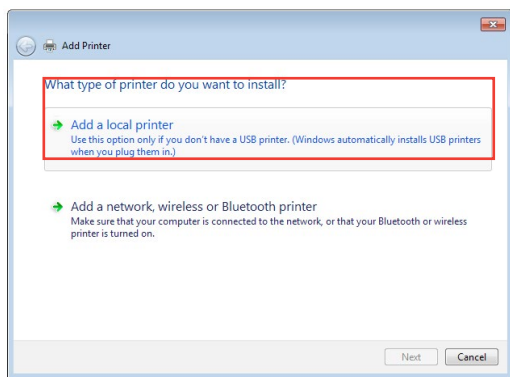 Add Printer
What type of printer do you want to install?
Add a local printer
Use this option only if you don't have a USB printer. (Windows automatically installs USB printers
when you plug them in.)
Add a network, wireless or Bluetooth printer
Make sure that your computer is connected to the network, or that your Bluetooth or wireless
printer is turned on.
Next
Cancel